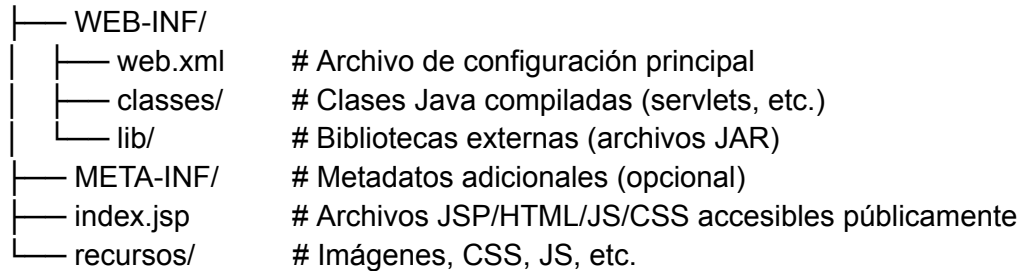 ├── WEB-INF/
│   ├── web.xml # Archivo de configuración principal
│   ├── classes/ # Clases Java compiladas (servlets, etc.)
│   └── lib/ # Bibliotecas externas (archivos JAR)
├── META-INF/ # Metadatos adicionales (opcional)
├── index.jsp # Archivos JSP/HTML/JS/CSS accesibles públicamente
└── recursos/ # Imágenes, CSS, JS, etc.